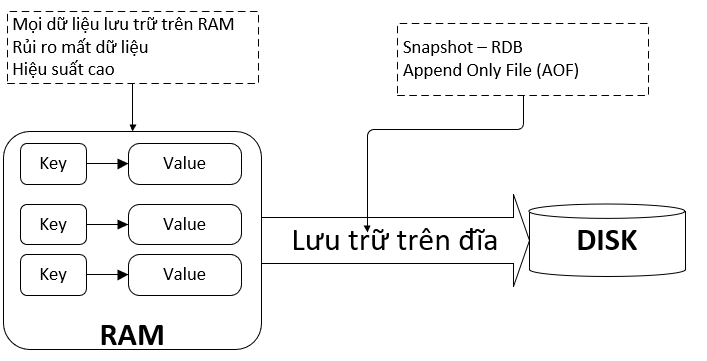 Mọi dữ liệu lưu trữ trên RAM
Rủi ro mất dữ liệu
Hiệu suất cao
Snapshot – RDB
Append Only File (AOF)
Key
Value
Key
Value
Key
Value
RAM
Lưu trữ trên đĩa
DISK